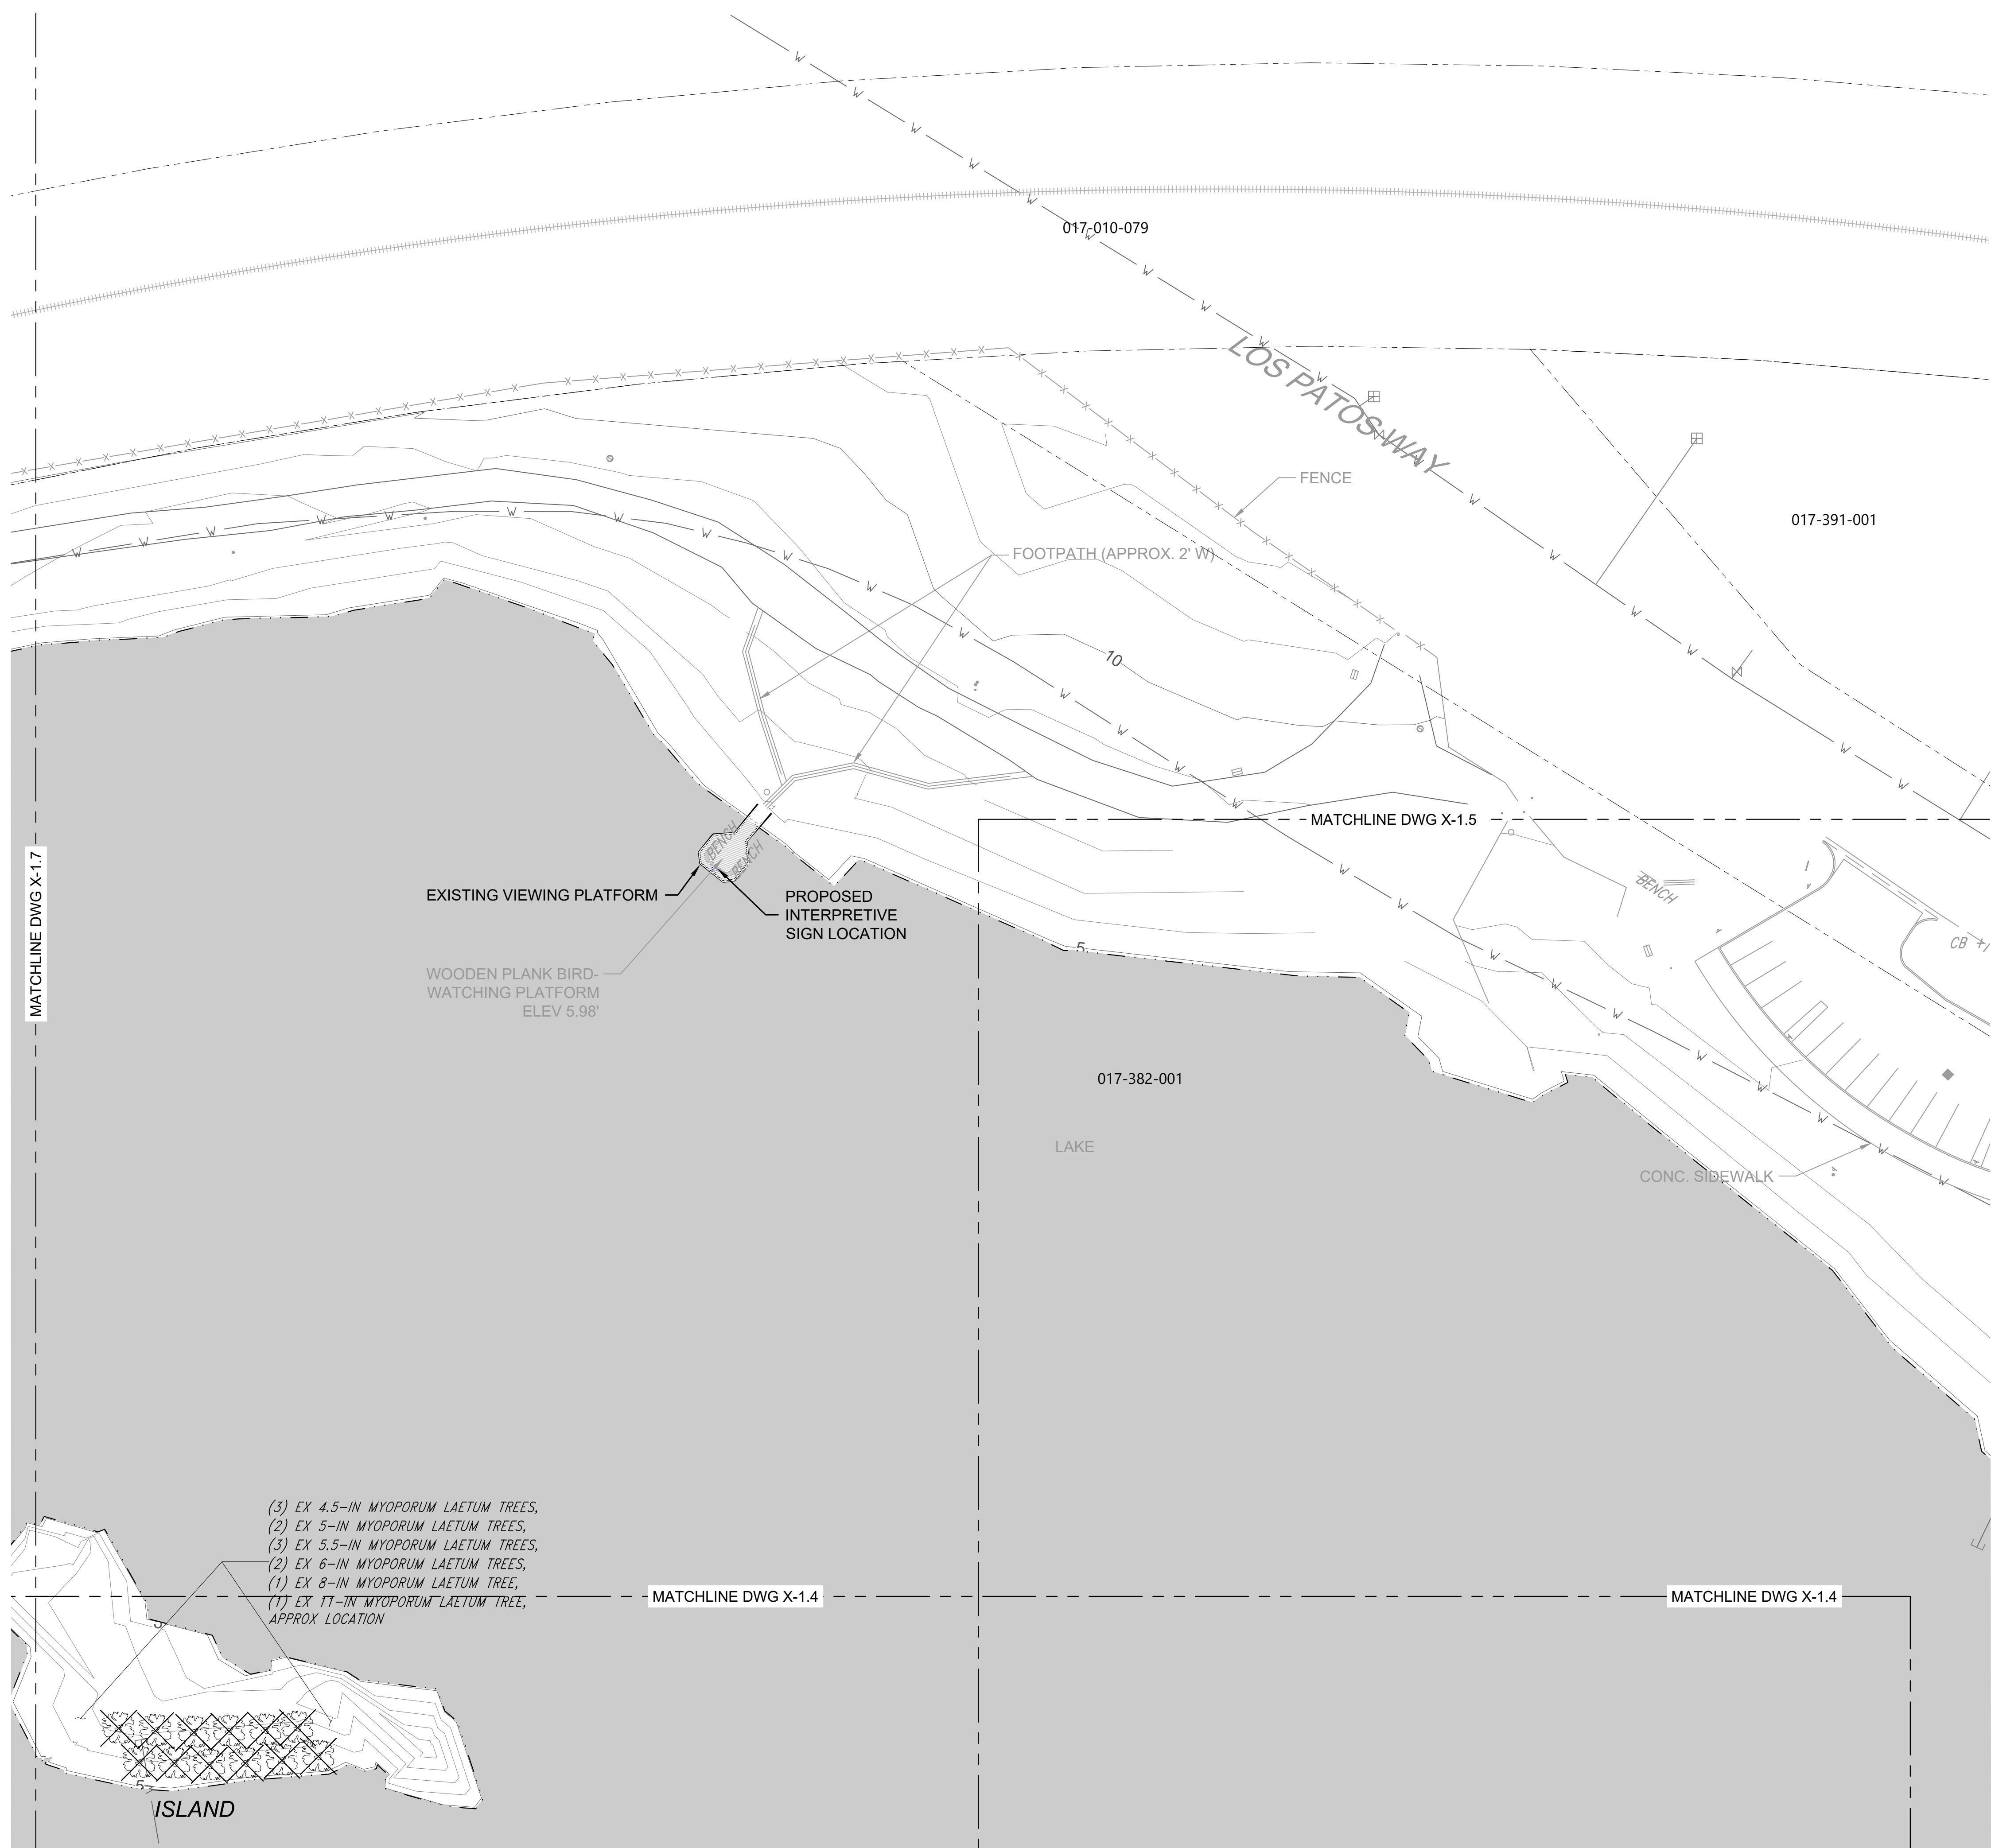 W W W W W W
017-010-079
W W W W
LOS PATOS WAY
FENCE
017-391-001
FOOTPATH (APPROX. 2' W)
10
MATCHLINE DWG X-1.5
BENCH
BENCH
BENCH
MATCHLINE DWG X-1.7
EXISTING VIEWING PLATFORM
PROPOSED
INTERPRETIVE
SIGN LOCATION
CB
5
WOODEN PLANK BIRD-
WATCHING PLATFORM
ELEV 5.98'
017-382-001
LAKE
CONC. SIDEWALK
(3) EX 4.5-IN MYOPORUM LAETUM TREES,
(2) EX 5-IN MYOPORUM LAETUM TREES,
(3) EX 5.5-IN MYOPORUM LAETUM TREES,
(2) EX 6-IN MYOPORUM LAETUM TREES,
(1) EX 8-IN MYOPORUM LAETUM TREE,
(1) EX 11-IN MYOPORUM LAETUM TREE,
APPROX LOCATION
MATCHLINE DWG X-1.4
MATCHLINE DWG X-1.4
5
5
ISLAND